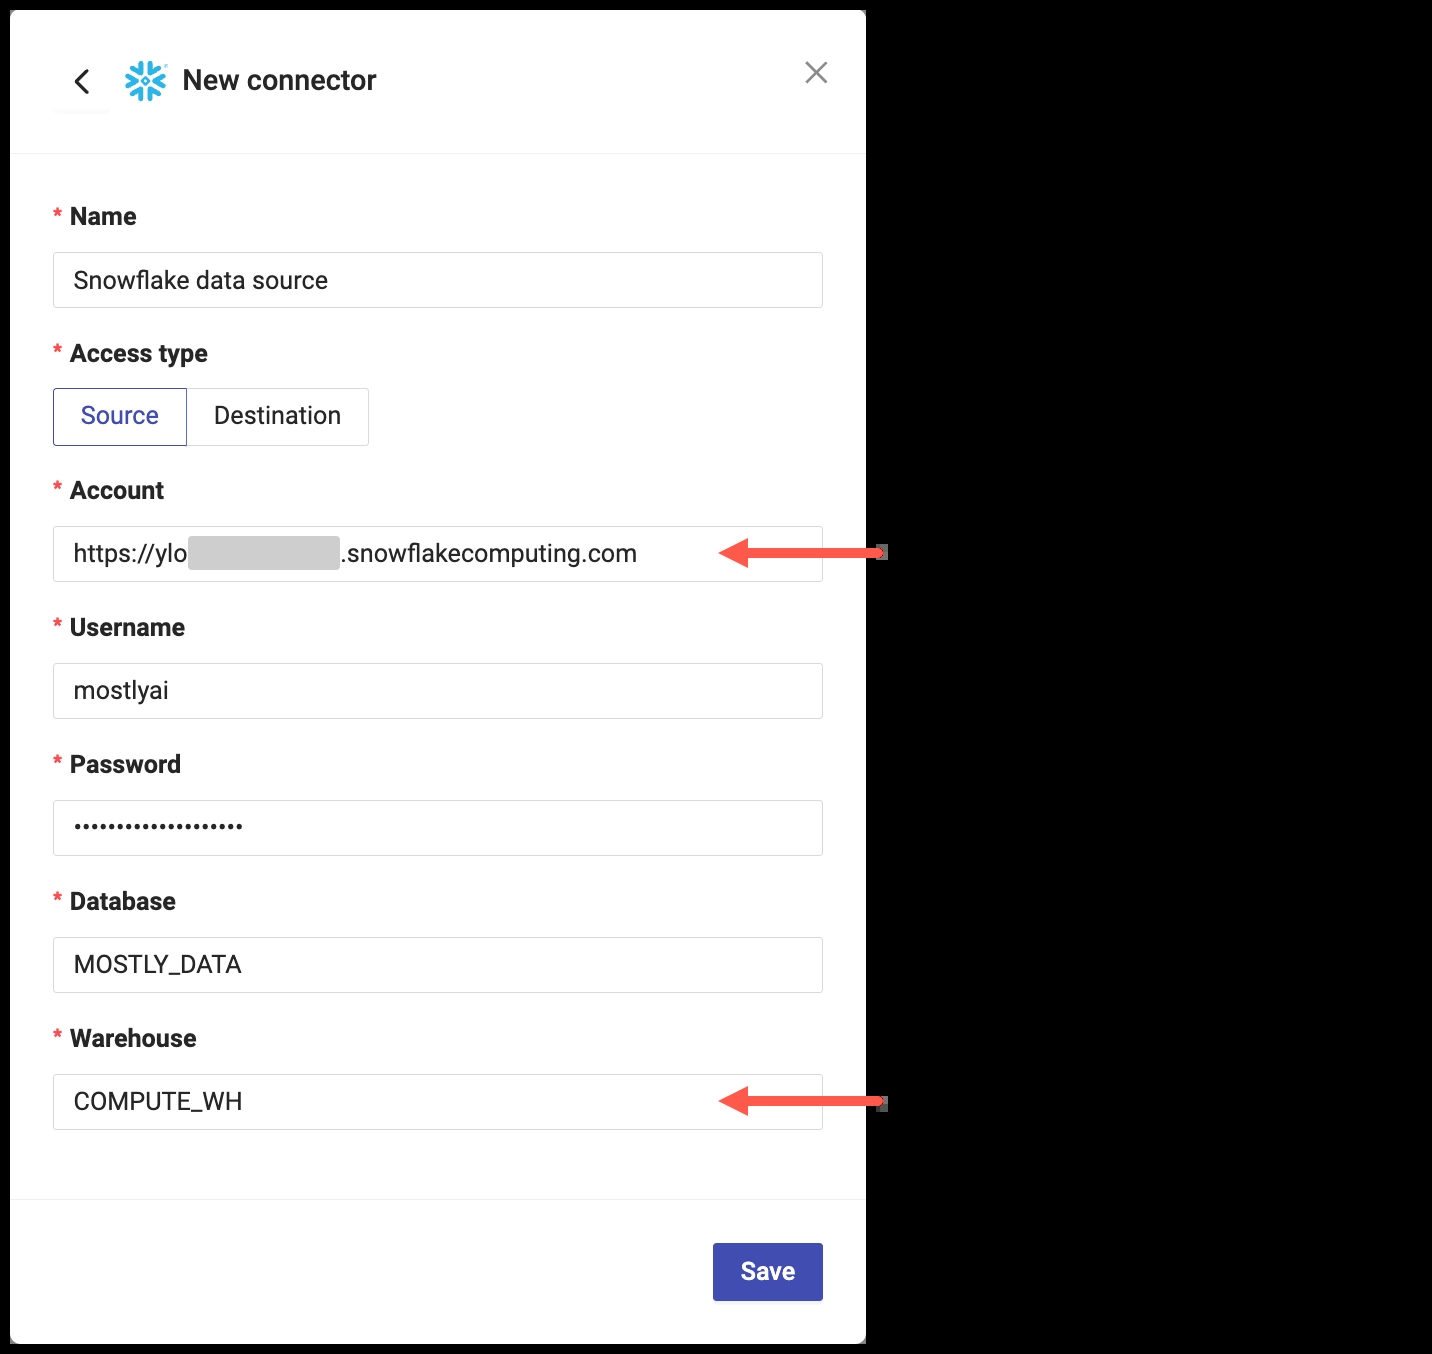 New connector
* Name
Snowflake data source
* Access type
Source Destination
* Account
https://ylo .snowflakecomputing.com
* Username
mostlyai
* Password
••••••••••••••••••••
* Database
MOSTLY_DATA
* Warehouse
COMPUTE_WH
Save